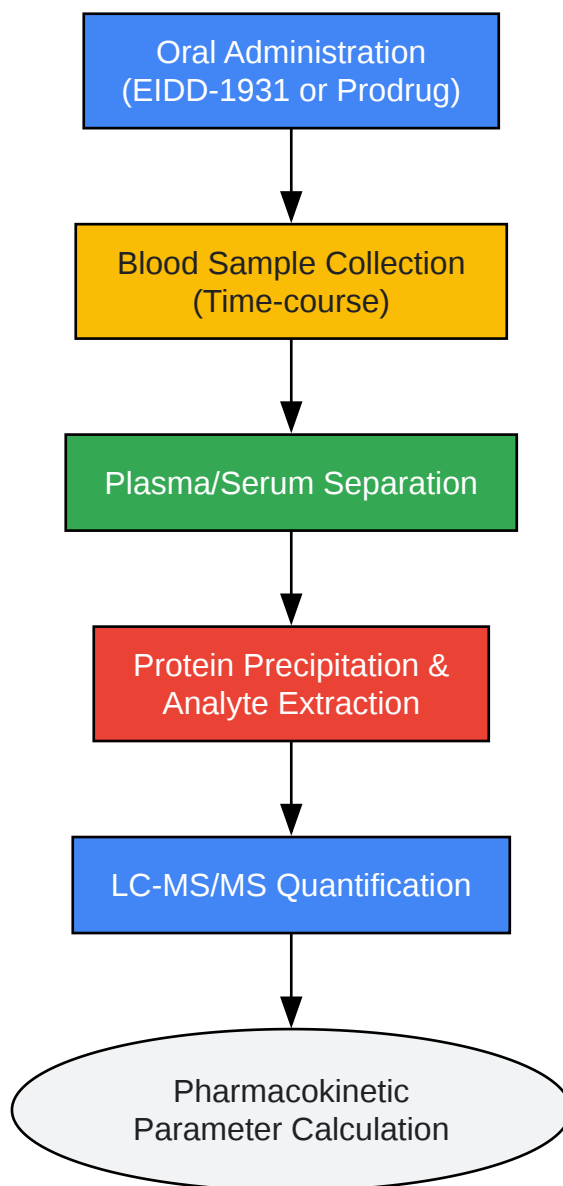 Oral Administration
(EIDD-1931 or Prodrug)
Blood Sample Collection
(Time-course)
Plasma/Serum Separation
Protein Precipitation &
Analyte Extraction
LC-MS/MS Quantification
Pharmacokinetic
Parameter Calculation